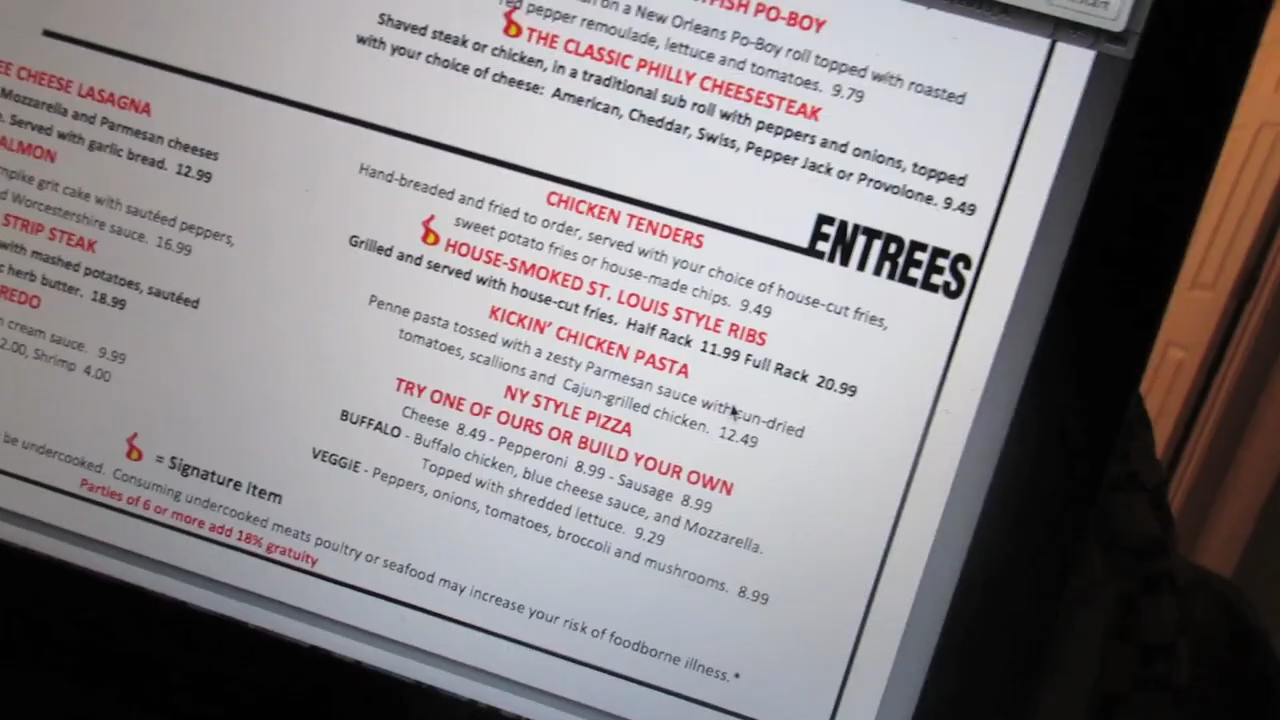 FISH PO-BOY
on a New Orleans Po-Boy roll topped with roasted
red pepper remoulade, lettuce and tomatoes. 9.79
THE CLASSIC PHILLY CHEESESTEAK
Shaved steak or chicken, in a traditional sub roll with peppers and onions, topped
with your choice of cheese: American, Cheddar, Swiss, Pepper Jack or Provolone. 9.49
ENTREES
EE CHEESE LASAGNA
Mozzarella and Parmesan cheeses
Served with garlic bread. 12.99
ALMON
grit cake with sautéed peppers,
d Worcestershire sauce. 16.99
STRIP STEAK
with mashed potatoes, sautéed
herb butter. 18.99
REDO
cream sauce. 9.99
2.00, Shrimp 4.00
CHICKEN TENDERS
Hand-breaded and fried to order, served with your choice of house-cut fries,
sweet potato fries or house-made chips. 9.49
HOUSE-SMOKED ST. LOUIS STYLE RIBS
Grilled and served with house-cut fries. Half Rack 11.99 Full Rack 20.99
KICKIN' CHICKEN PASTA
Penne pasta tossed with a zesty Parmesan sauce with sun-dried
tomatoes, scallions and Cajun-grilled chicken. 12.49
NY STYLE PIZZA
TRY ONE OF OURS OR BUILD YOUR OWN
Cheese 8.49 - Pepperoni 8.99 - Sausage 8.99
BUFFALO - Buffalo chicken, blue cheese sauce, and Mozzarella.
Topped with shredded lettuce. 9.29
VEGGIE - Peppers, onions, tomatoes, broccoli and mushrooms. 8.99
= Signature Item
be undercooked. Consuming undercooked meats poultry or seafood may increase your risk of foodborne illness.*
Parties of 6 or more add 18% gratuity